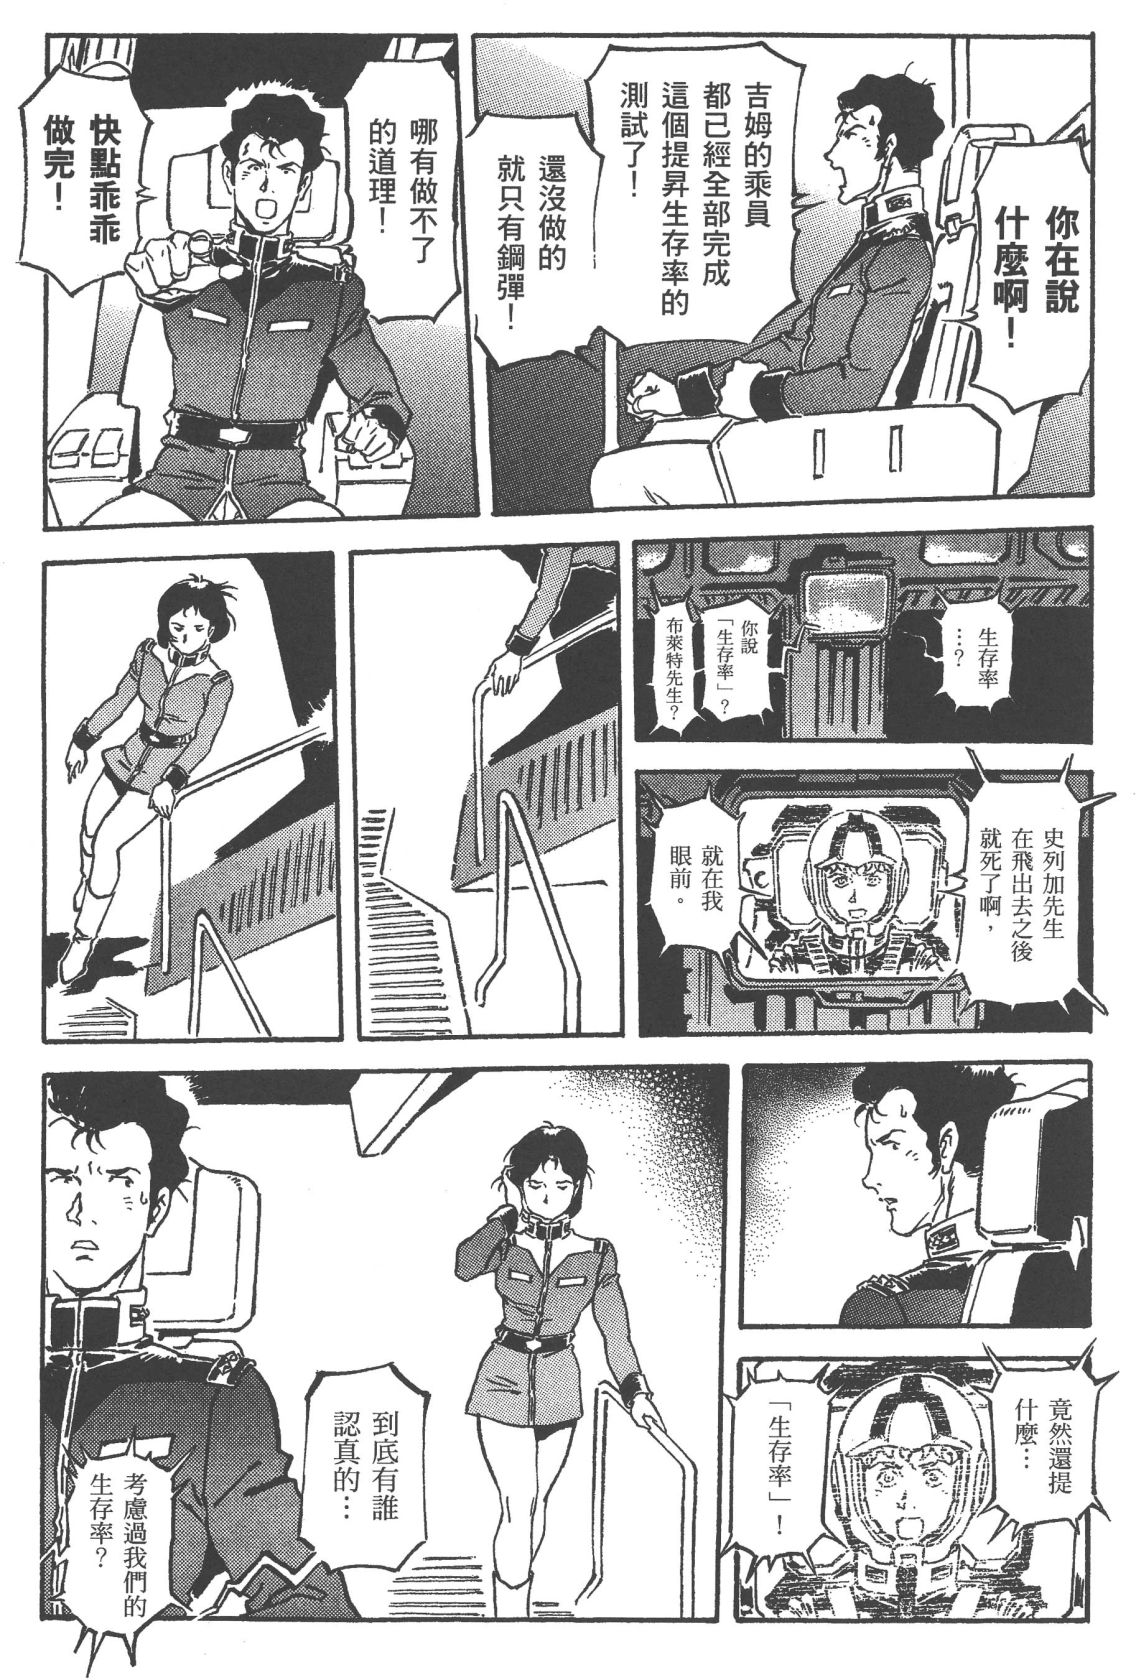 你在說
什麼啊！
吉姆的乘員
都已經全部完成
這個提昇生存率的
測試了！
還沒做的
就只有鋼彈！
哪有做不了
的道理！
快點乖乖
做完！
生存率
…？
你說
「生存率」？
布萊特先生？
史列加先生
在飛出去之後
就死了啊，
就在我
眼前。
竟然還提
什麼…
「生存率」！
到底有誰
認真的…
考慮過我們的
生存率？